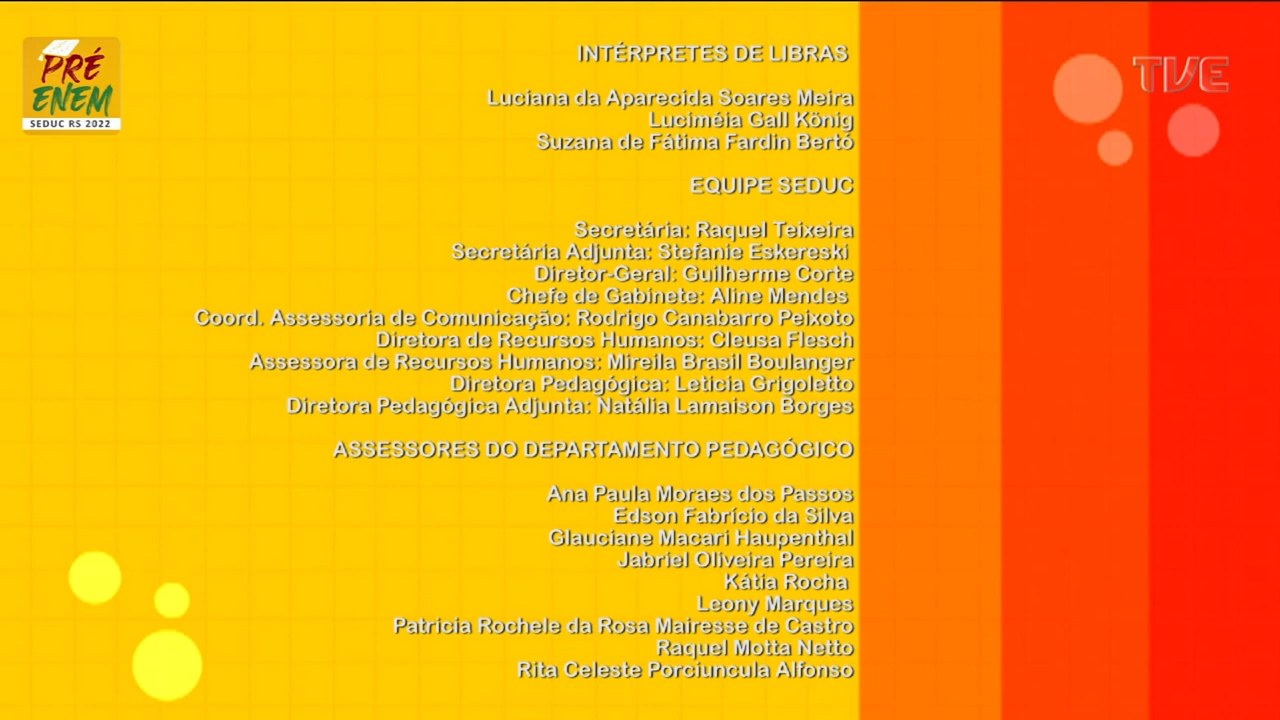 PRÉ
ENEM
SEDUC RS 2022
TVE
INTÉRPRETES DE LIBRAS
Luciana da Aparecida Soares Meira
Luciméia Gall König
Suzana de Fátima Fardin Bertó
EQUIPE SEDUC
Secretária: Raquel Teixeira
Secretária Adjunta: Stefanie Eskereski
Diretor-Geral: Guilherme Corte
Chefe de Gabinete: Aline Mendes
Coord. Assessoria de Comunicação: Rodrigo Canabarro Peixoto
Diretora de Recursos Humanos: Cleusa Flesch
Assessora de Recursos Humanos: Mireila Brasil Boulanger
Diretora Pedagógica: Leticia Grigoletto
Diretora Pedagógica Adjunta: Natália Lamaison Borges
ASSESSORES DO DEPARTAMENTO PEDAGÓGICO
Ana Paula Moraes dos Passos
Edson Fabrício da Silva
Glauciane Macari Haupenthal
Jabriel Oliveira Pereira
Kátia Rocha
Leony Marques
Patricia Rochele da Rosa Mairesse de Castro
Raquel Motta Netto
Rita Celeste Porciuncula Alfonso